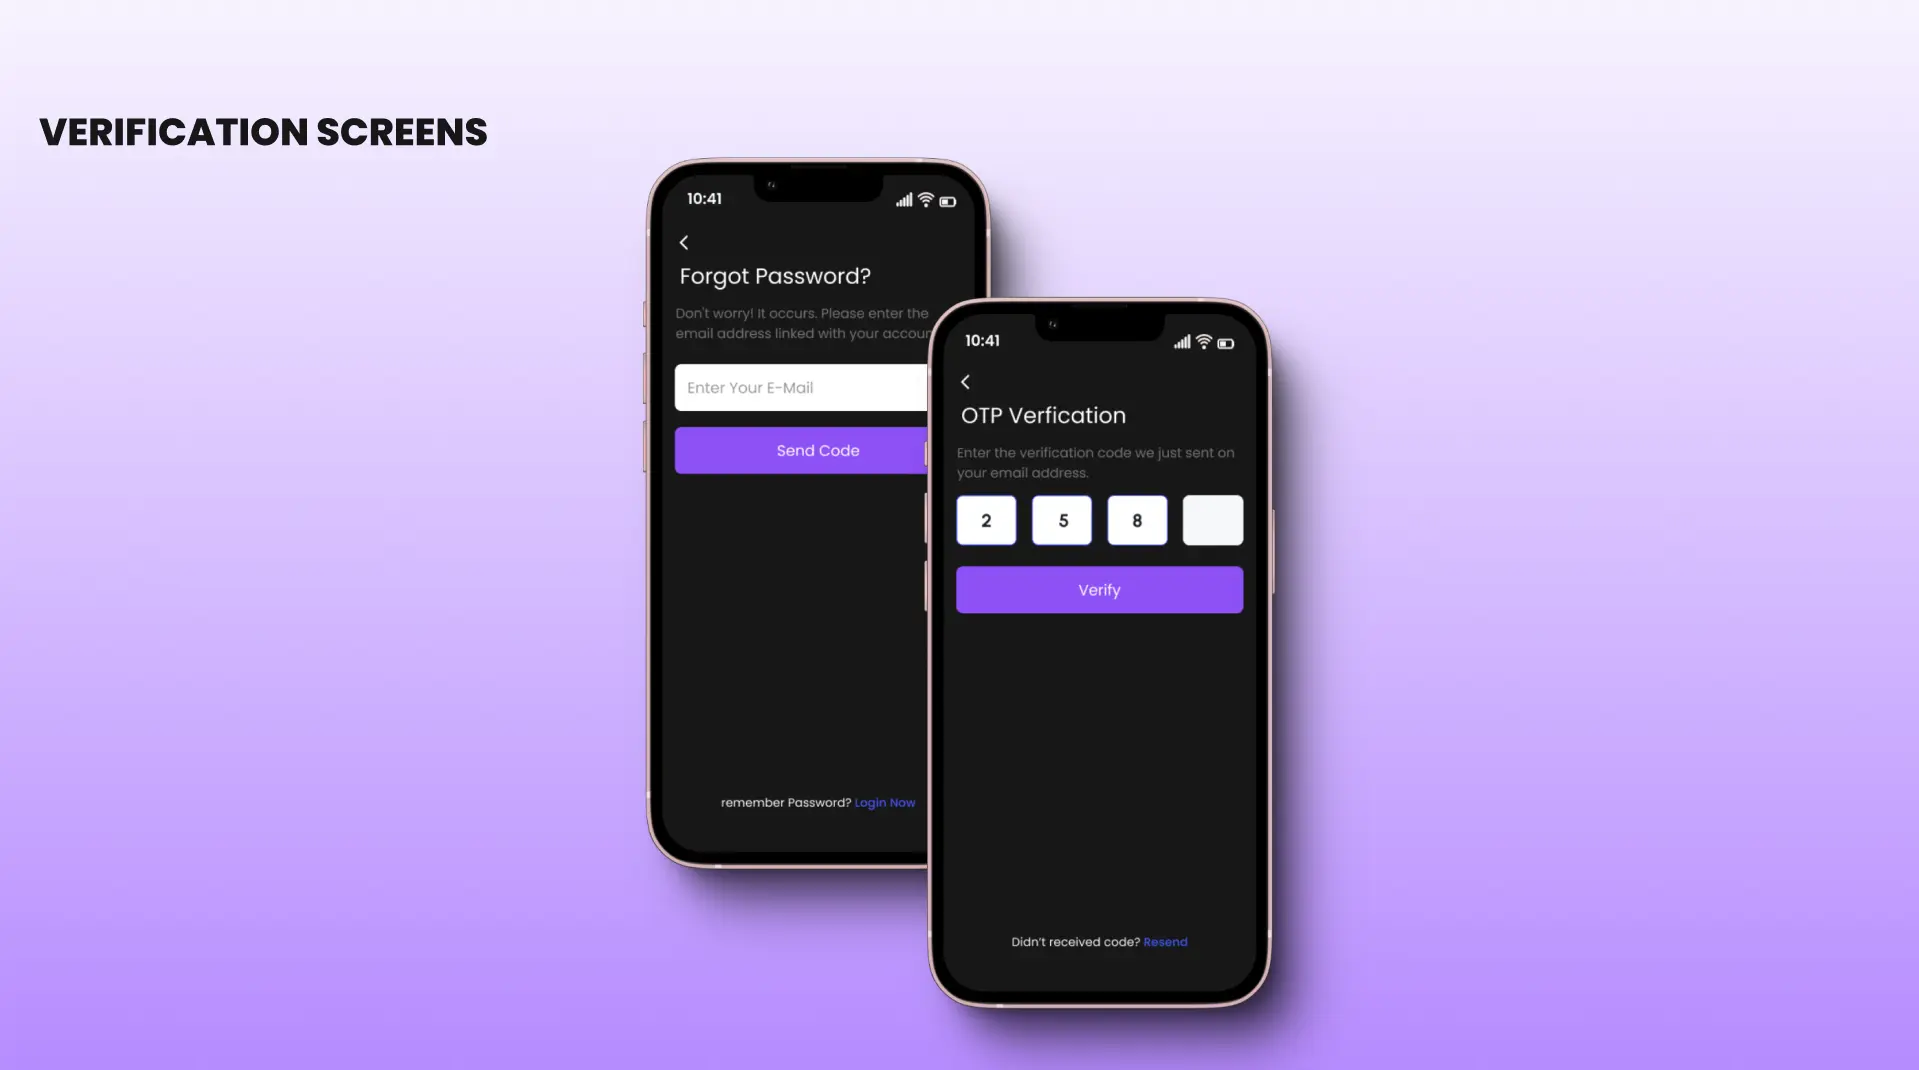 VERIFICATION SCREENS
10:41
Forgot Password?
Don't worry! It occurs. Please enter the
email address linked with your accoun
Enter Your E-Mail
Send Code
remember Password? Login Now
10:41
OTP Verfication
Enter the verification code we just sent on
your email address.
2 5 8
Verify
Didn't received code? Resend